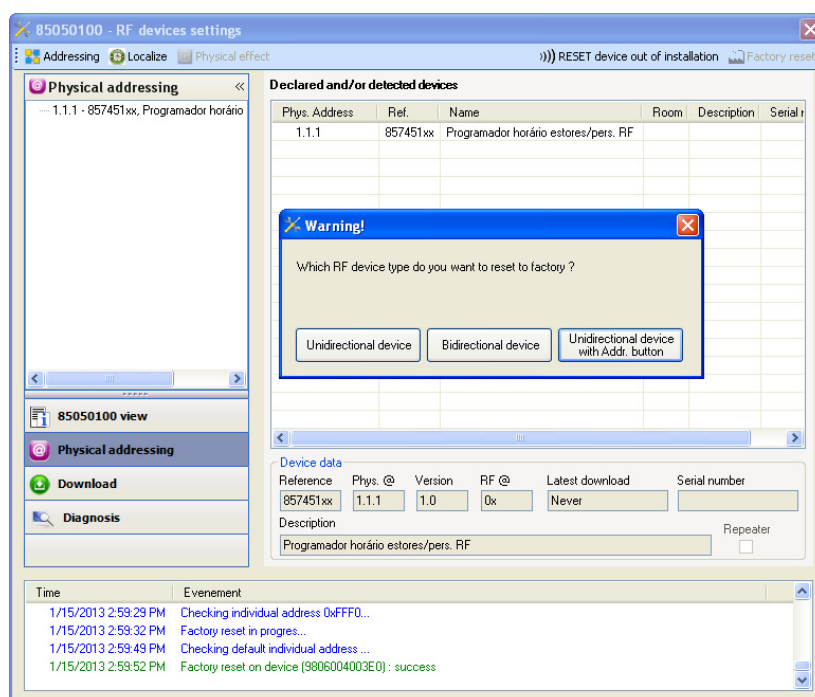 85050100 - RF devices settings
Addressing Localize Physical effect RESET device out of installation Factory reset
Physical addressing
1.1.1 - 857451xx, Programador horário
Declared and/or detected devices
Phys. Address Ref. Name Room Description Serial r
1.1.1 857451xx Programador horário estores/pers. RF
Warning!
Which RF device type do you want to reset to factory ?
Unidirectional device Bidirectional device Unidirectional device
with Addr. button
85050100 view
Physical addressing
Download
Diagnosis
Device data
Reference Phys. @ Version RF @ Latest download Serial number
857451xx 1.1.1 1.0 0x Never
Description Repeater
Programador horário estores/pers. RF
Time Evenement
1/15/2013 2:59:29 PM Checking individual address 0xFFF0...
1/15/2013 2:59:32 PM Factory reset in progres...
1/15/2013 2:59:49 PM Checking default individual address ...
1/15/2013 2:59:52 PM Factory reset on device (9806004003E0) : success